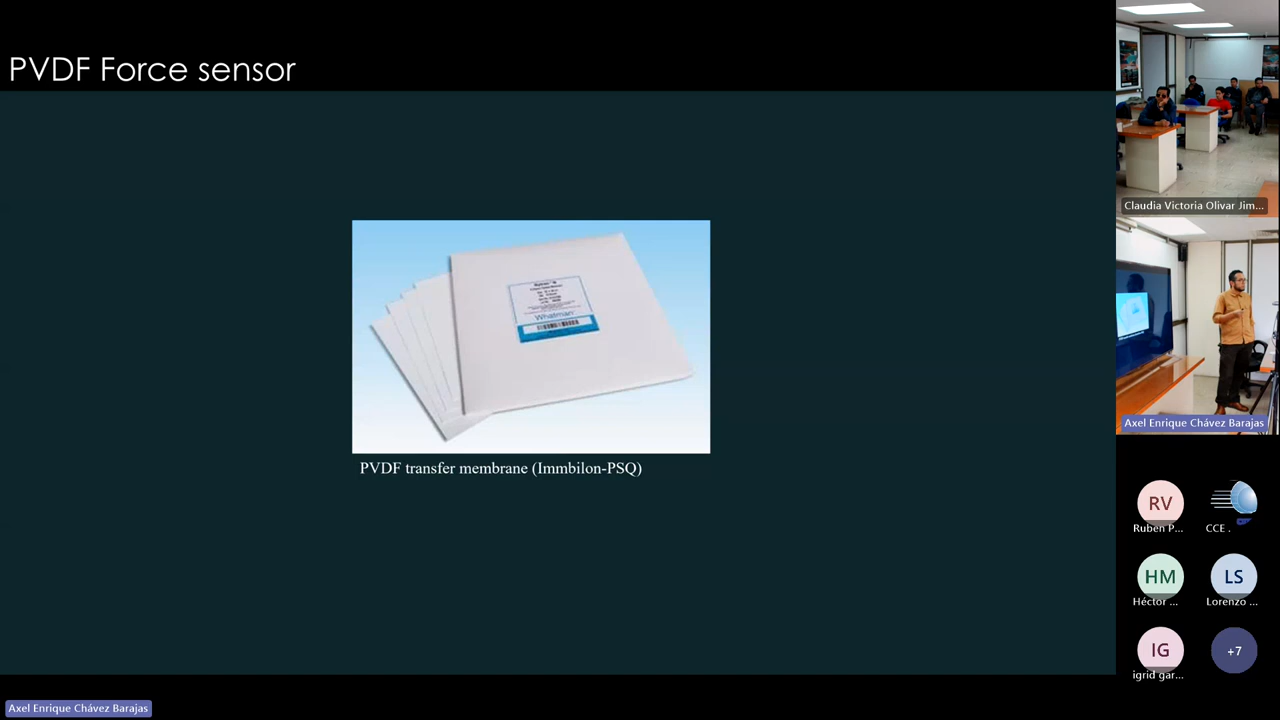 PVDF Force sensor
Whatman
PVDF transfer membrane (Immbilon-PSQ)
Claudia Victoria Olivar Jim...
Axel Enrique Chávez Barajas
RV
Ruben P...
CCE .
HM
Héctor ...
LS
Lorenzo ...
IG
igrid gar...
+7
Axel Enrique Chávez Barajas